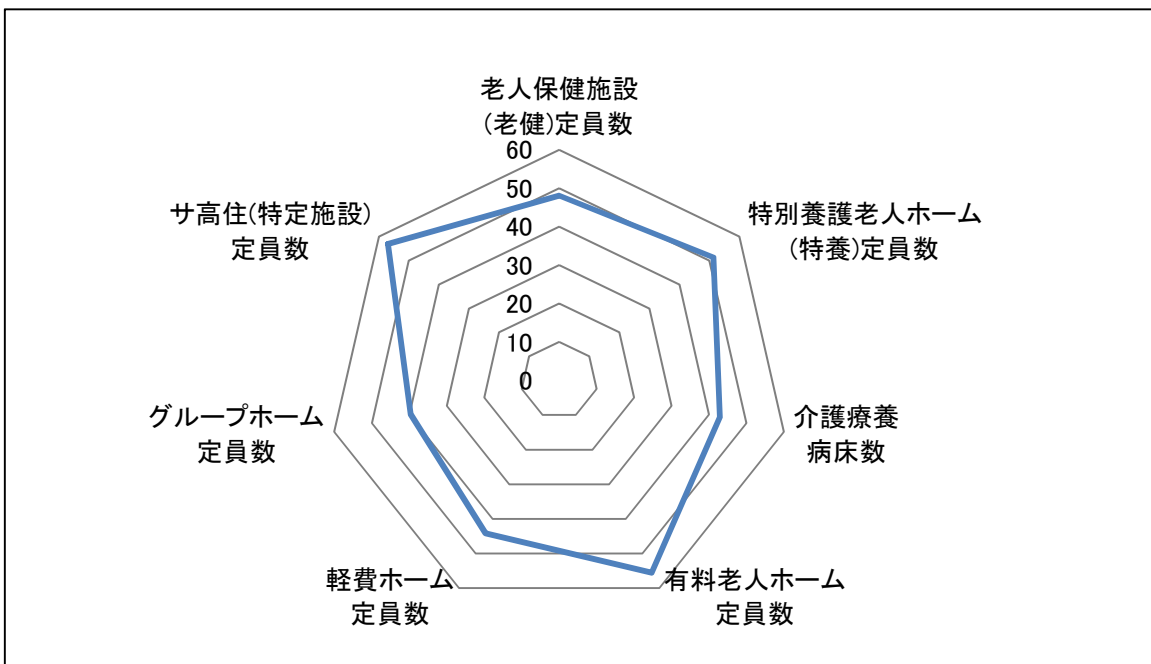 老人保健施設
(老健)定員数
60
50
40
30
20
10
0
特別養護老人ホーム
(特養)定員数
介護療養
病床数
有料老人ホーム
定員数
軽費ホーム
定員数
グループホーム
定員数
サ高住(特定施設)
定員数